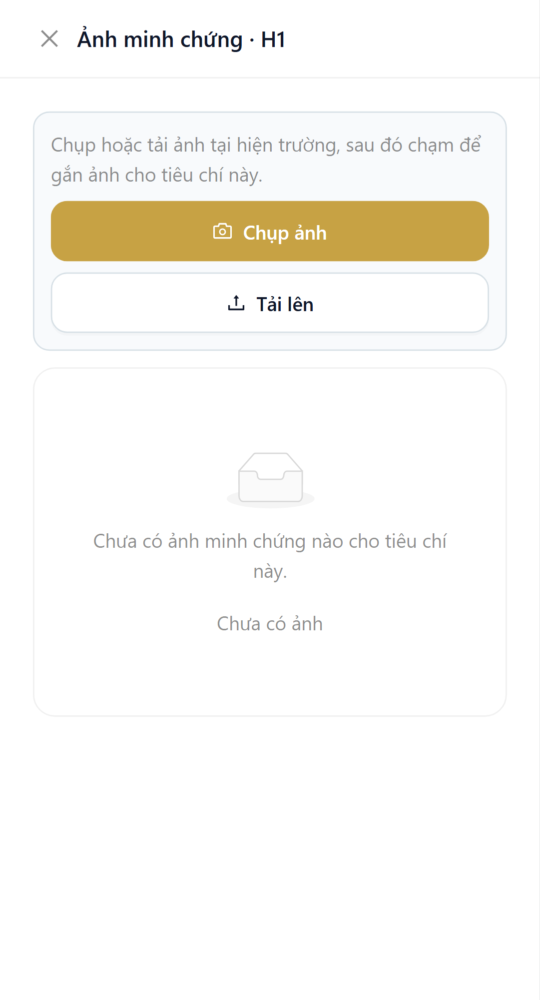 Ảnh minh chứng · H1
Chụp hoặc tải ảnh tại hiện trường, sau đó chạm để
gắn ảnh cho tiêu chí này.
Chụp ảnh
Tải lên
Chưa có ảnh minh chứng nào cho tiêu chí
này.
Chưa có ảnh